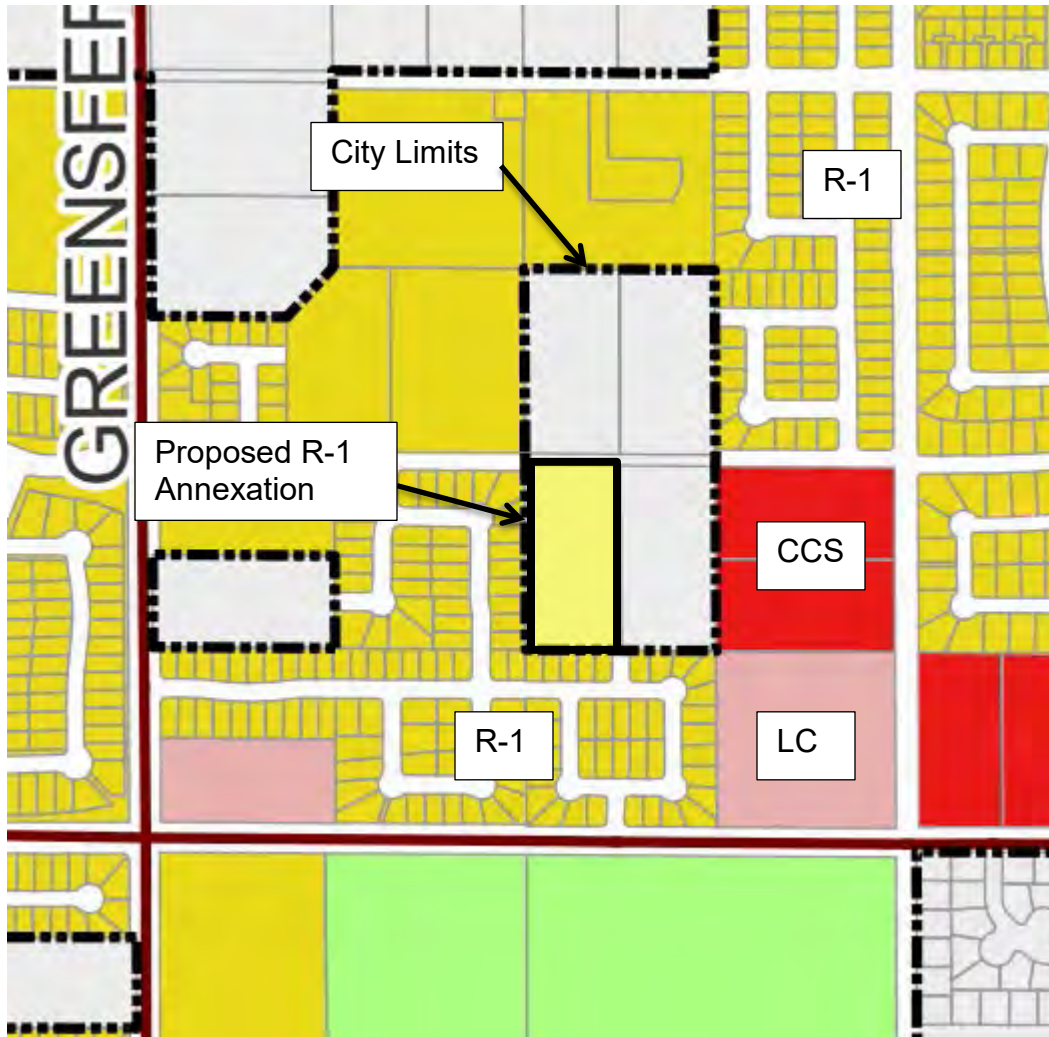 GREENSFER
City Limits
R-1
Proposed R-1
Annexation
CCS
R-1
LC